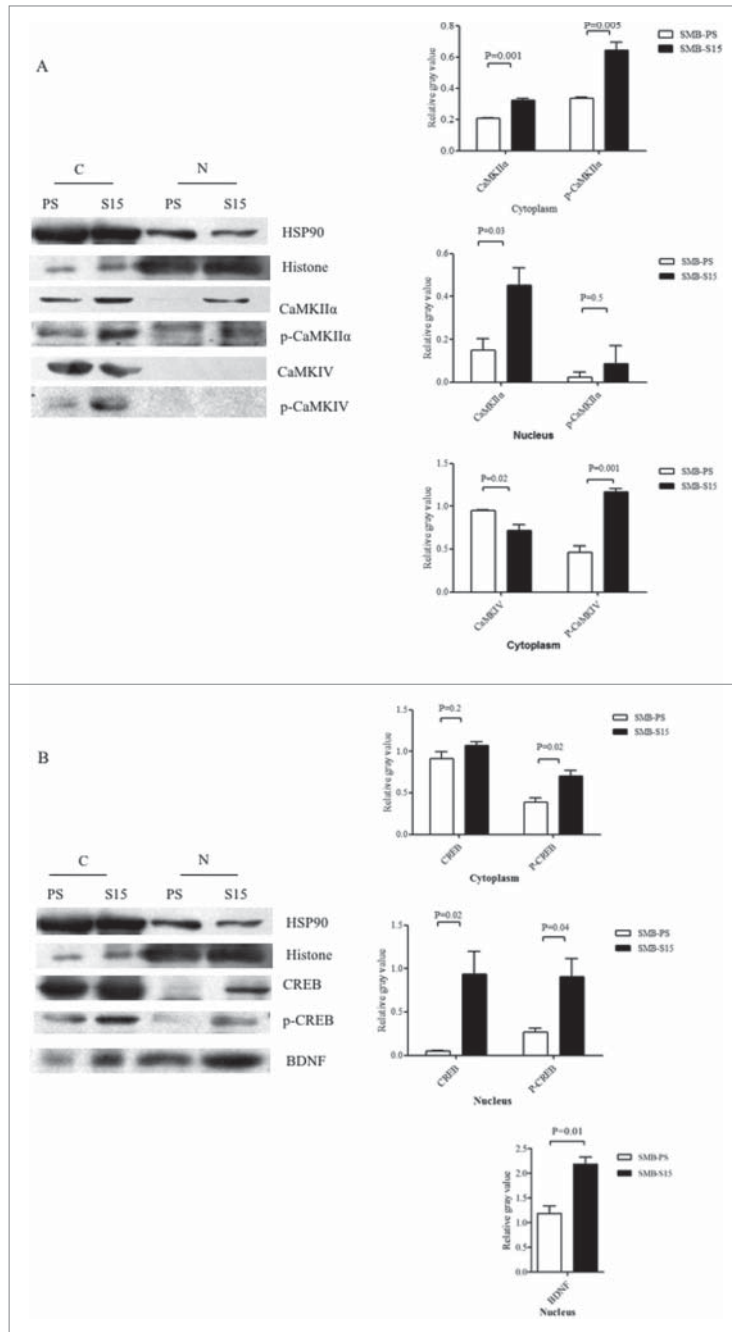 A
C N
PS S15 PS S15
HSP90
Histone
CaMKIIα
p-CaMKIIα
CaMKIV
p-CaMKIV
Relative gray value
0.8
0.6
0.4
0.2
0.0
P=0.001
P=0.005
SMB-PS
SMB-S15
CaMKIIα
p-CaMKIIα
Cytoplasm
Relative gray value
0.6
0.4
0.2
0.0
P=0.03
P=0.5
SMB-PS
SMB-S15
CaMKIIα
p-CaMKIIα
Nucleus
Relative gray value
1.5
1.0
0.5
0.0
P=0.02
P=0.001
SMB-PS
SMB-S15
CaMKIV
P-CaMKIV
Cytoplasm
B
C N
PS S15 PS S15
HSP90
Histone
CREB
p-CREB
BDNF
Relative gray value
1.5
1.0
0.5
0.0
P=0.2
P=0.02
SMB-PS
SMB-S15
CREB
P-CREB
Cytoplasm
Relative gray value
1.5
1.0
0.5
0.0
P=0.02
P=0.04
SMB-PS
SMB-S15
CREB
P-CREB
Nucleus
Relative gray value
2.5
2.0
1.5
1.0
0.5
0.0
P=0.01
SMB-PS
SMB-S15
BDNF
Nucleus